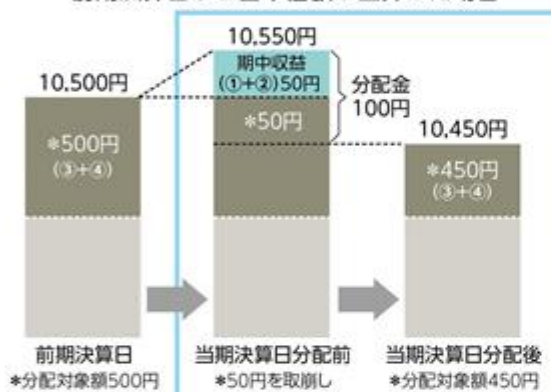 10,550円
10,500円
期中収益
(①+②)50円
分配金
100円
*500円
(③+④)
*50円
10,450円
*450円
(③+④)
前期決算日
当期決算日分配前
当期決算日分配後
*分配対象額500円
*50円を取崩し
*分配対象額450円